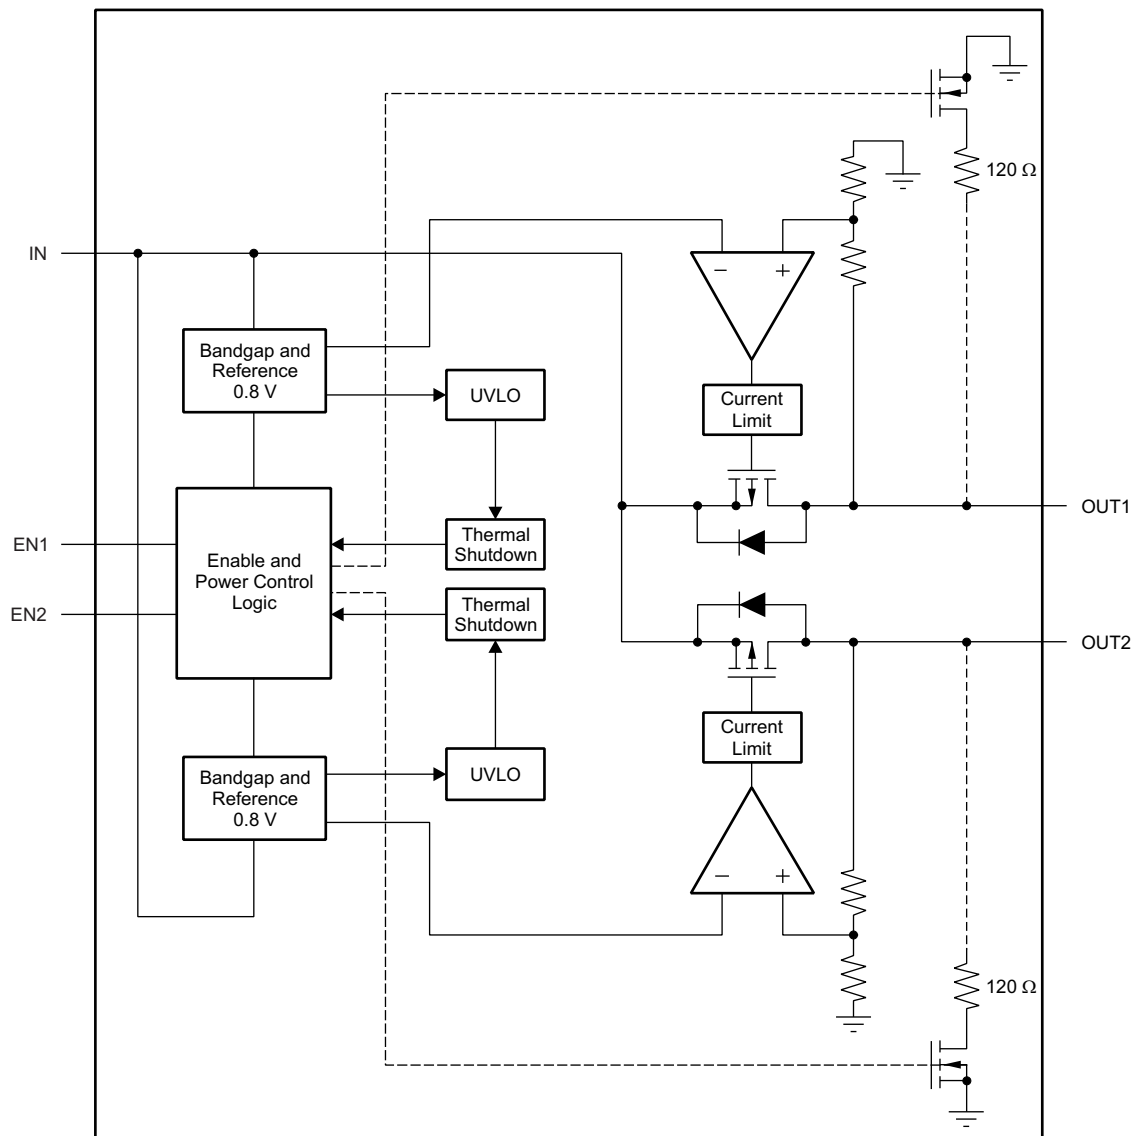 120 Ω
IN
−
+
Bandgap and
Reference
0.8 V
UVLO
Current
Limit
OUT1
EN1
Thermal
Shutdown
Enable and
Power Control
Logic
EN2
Thermal
Shutdown
OUT2
Current
Limit
Bandgap and
Reference
0.8 V
UVLO
−
+
120 Ω